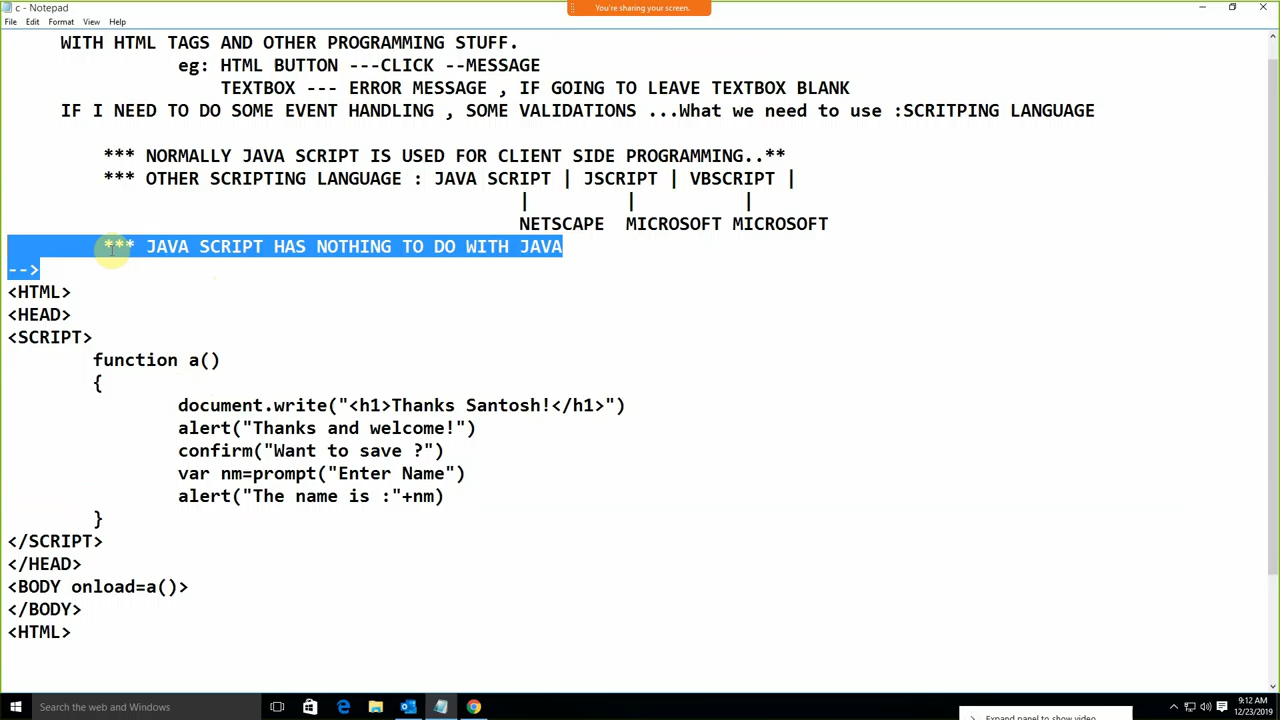 c - Notepad
You're sharing your screen.
File Edit Format View Help
WITH HTML TAGS AND OTHER PROGRAMMING STUFF.
eg: HTML BUTTON ---CLICK --MESSAGE
TEXTBOX --- ERROR MESSAGE , IF GOING TO LEAVE TEXTBOX BLANK
IF I NEED TO DO SOME EVENT HANDLING , SOME VALIDATIONS ...What we need to use :SCRITPING LANGUAGE
*** NORMALLY JAVA SCRIPT IS USED FOR CLIENT SIDE PROGRAMMING..**
*** OTHER SCRIPTING LANGUAGE : JAVA SCRIPT | JSCRIPT | VBSCRIPT |
| | |
NETSCAPE MICROSOFT MICROSOFT
*** JAVA SCRIPT HAS NOTHING TO DO WITH JAVA
-->
<HTML>
<HEAD>
<SCRIPT>
function a()
{
document.write("<h1>Thanks Santosh!</h1>")
alert("Thanks and welcome!")
confirm("Want to save ?")
var nm=prompt("Enter Name")
alert("The name is :"+nm)
}
</SCRIPT>
</HEAD>
<BODY onload=a()>
</BODY>
<HTML>
Search the web and Windows
Expand panel to show video
9:12 AM
12/23/2019